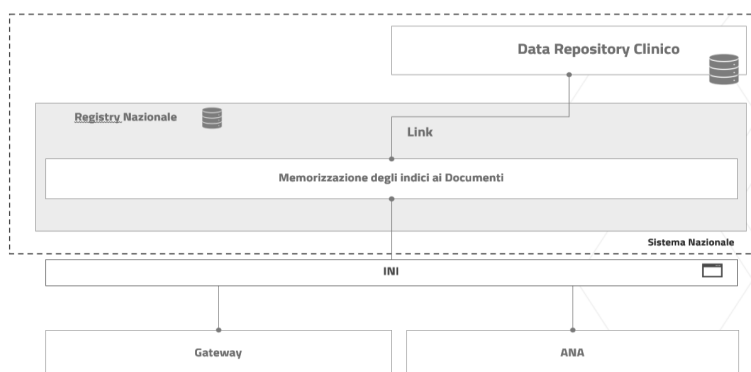 Data Repository Clinico
Registry Nazionale
Link
Memorizzazione degli indici ai Documenti
Sistema Nazionale
INI
Gateway
ANA